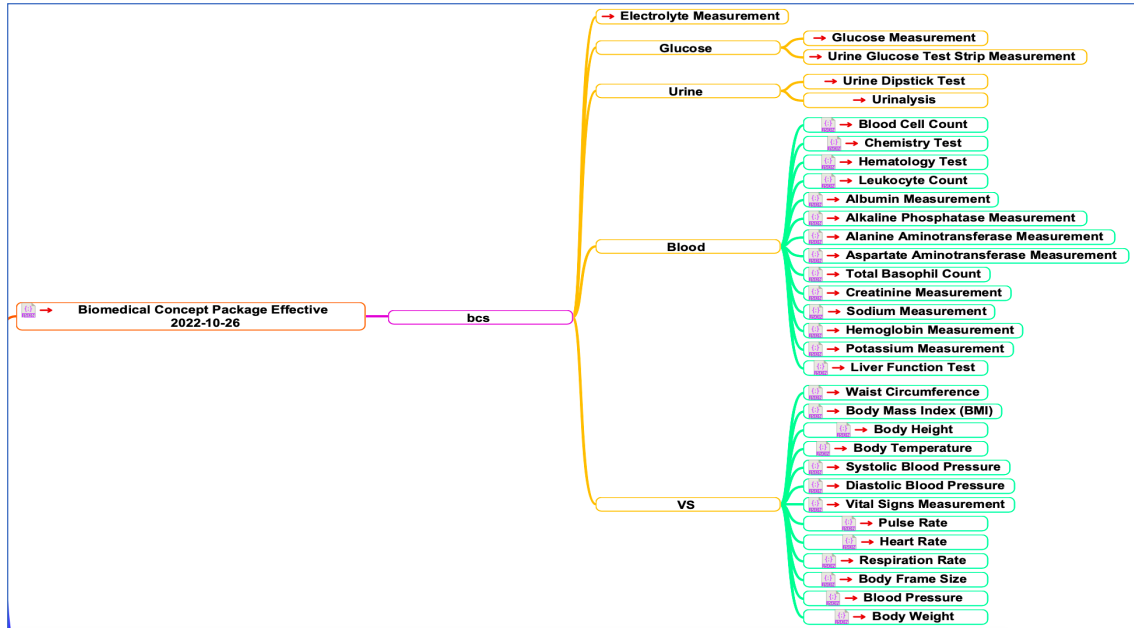 Electrolyte Measurement
Glucose
Glucose Measurement
Urine Glucose Test Strip Measurement
Urine
Urine Dipstick Test
Urinalysis
Blood
Blood Cell Count
Chemistry Test
Hematology Test
Leukocyte Count
Albumin Measurement
Alkaline Phosphatase Measurement
Alanine Aminotransferase Measurement
Aspartate Aminotransferase Measurement
Total Basophil Count
Creatinine Measurement
Sodium Measurement
Hemoglobin Measurement
Potassium Measurement
Liver Function Test
Biomedical Concept Package Effective
2022-10-26
bcs
VS
Waist Circumference
Body Mass Index (BMI)
Body Height
Body Temperature
Systolic Blood Pressure
Diastolic Blood Pressure
Vital Signs Measurement
Pulse Rate
Heart Rate
Respiration Rate
Body Frame Size
Blood Pressure
Body Weight